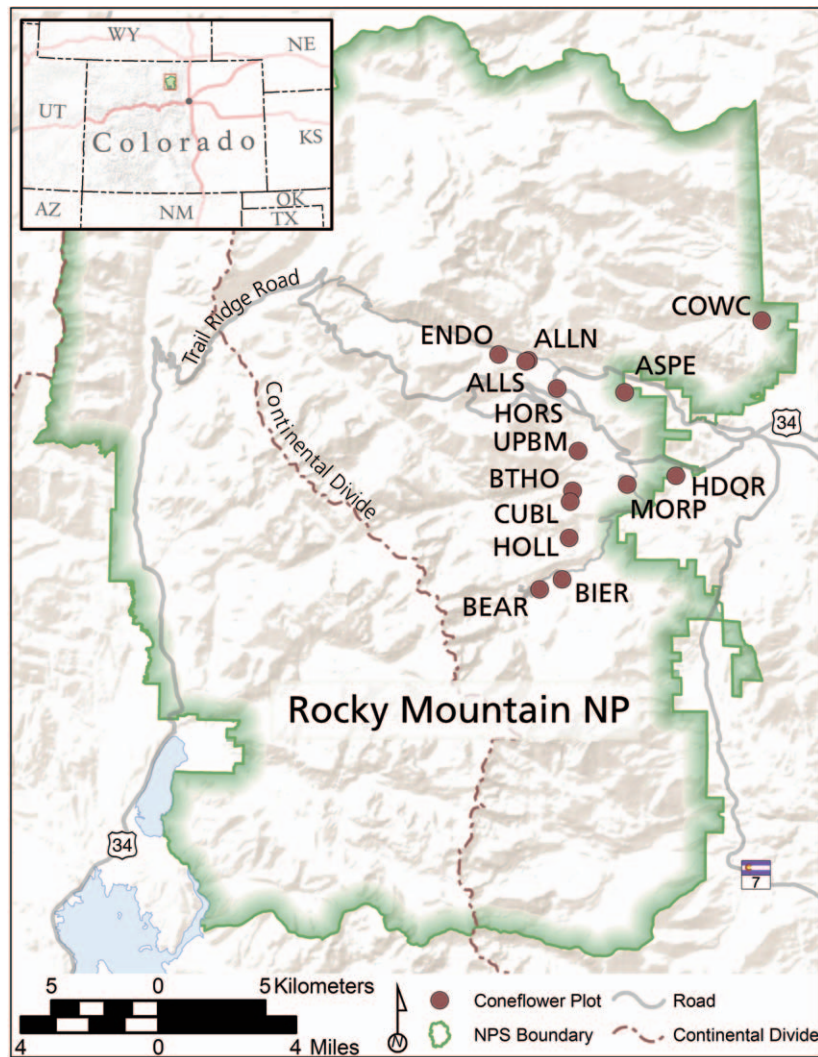 WY
NE
UT
Colorado
KS
AZ
NM
OK
TX
COWC
Trail Ridge Road
ENDO
ALLN
ASPE
ALLS
HORS
34
UPBM
Continental Divide
BTHO
HDQR
MORP
CUBL
HOLL
BIER
BEAR
Rocky Mountain NP
34
7
5 0 5 Kilometers
4 0 4 Miles
N
Coneflower Plot
Road
NPS Boundary
Continental Divide